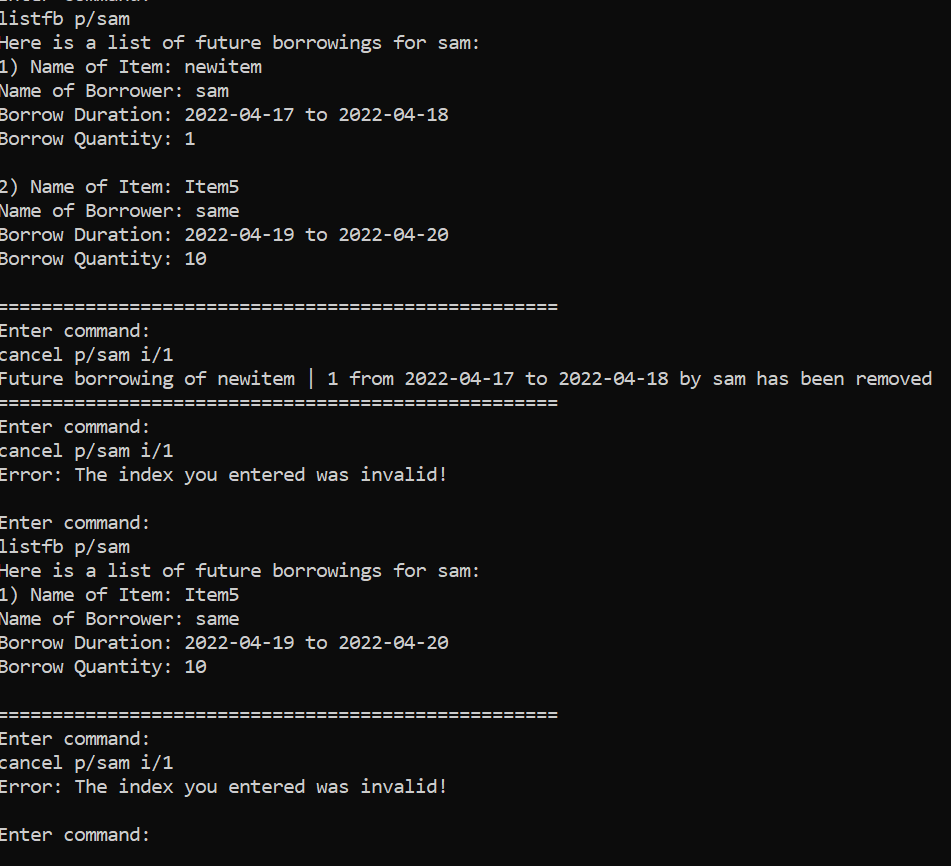 listfb p/sam
Here is a list of future borrowings for sam:
1) Name of Item: newitem
Name of Borrower: sam
Borrow Duration: 2022-04-17 to 2022-04-18
Borrow Quantity: 1
2) Name of Item: Item5
Name of Borrower: same
Borrow Duration: 2022-04-19 to 2022-04-20
Borrow Quantity: 10
===================================================
Enter command:
cancel p/sam i/1
Future borrowing of newitem | 1 from 2022-04-17 to 2022-04-18 by sam has been removed
===================================================
Enter command:
cancel p/sam i/1
Error: The index you entered was invalid!
Enter command:
listfb p/sam
Here is a list of future borrowings for sam:
1) Name of Item: Item5
Name of Borrower: same
Borrow Duration: 2022-04-19 to 2022-04-20
Borrow Quantity: 10
===================================================
Enter command:
cancel p/sam i/1
Error: The index you entered was invalid!
Enter command: